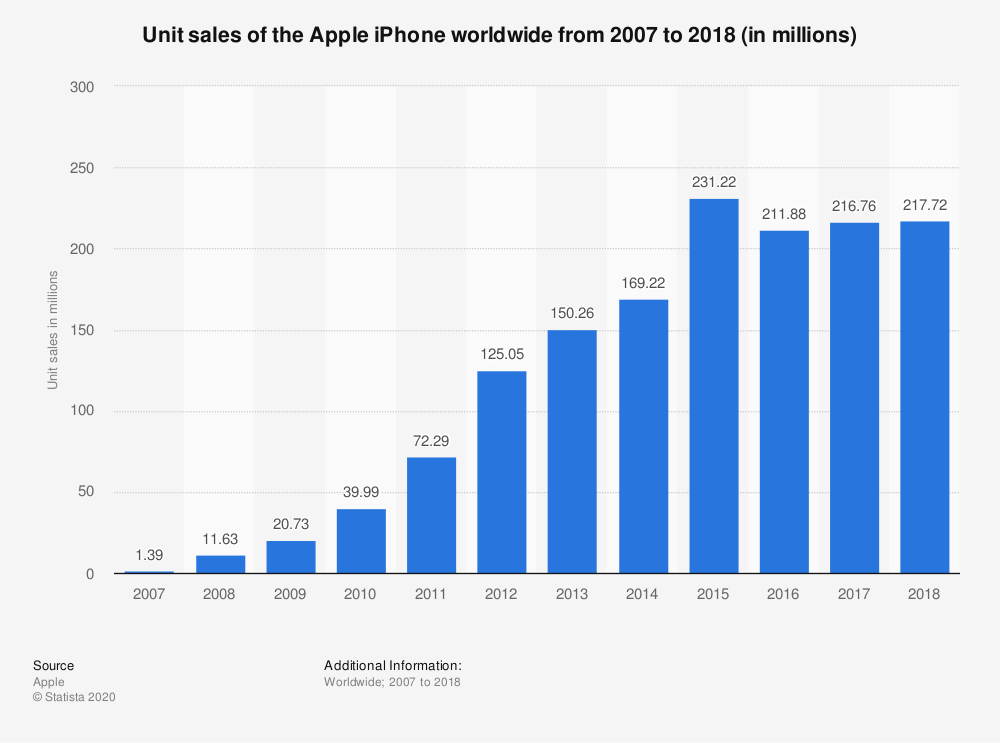 Unit sales of the Apple iPhone worldwide from 2007 to 2018 (in millions)
300
250
200
150
100
50
0
Unit sales in millions
1.39
11.63
20.73
39.99
72.29
125.05
150.26
169.22
231.22
211.88
216.76
217.72
2007 2008 2009 2010 2011 2012 2013 2014 2015 2016 2017 2018
Source
Apple
© Statista 2020
Additional Information:
Worldwide; 2007 to 2018